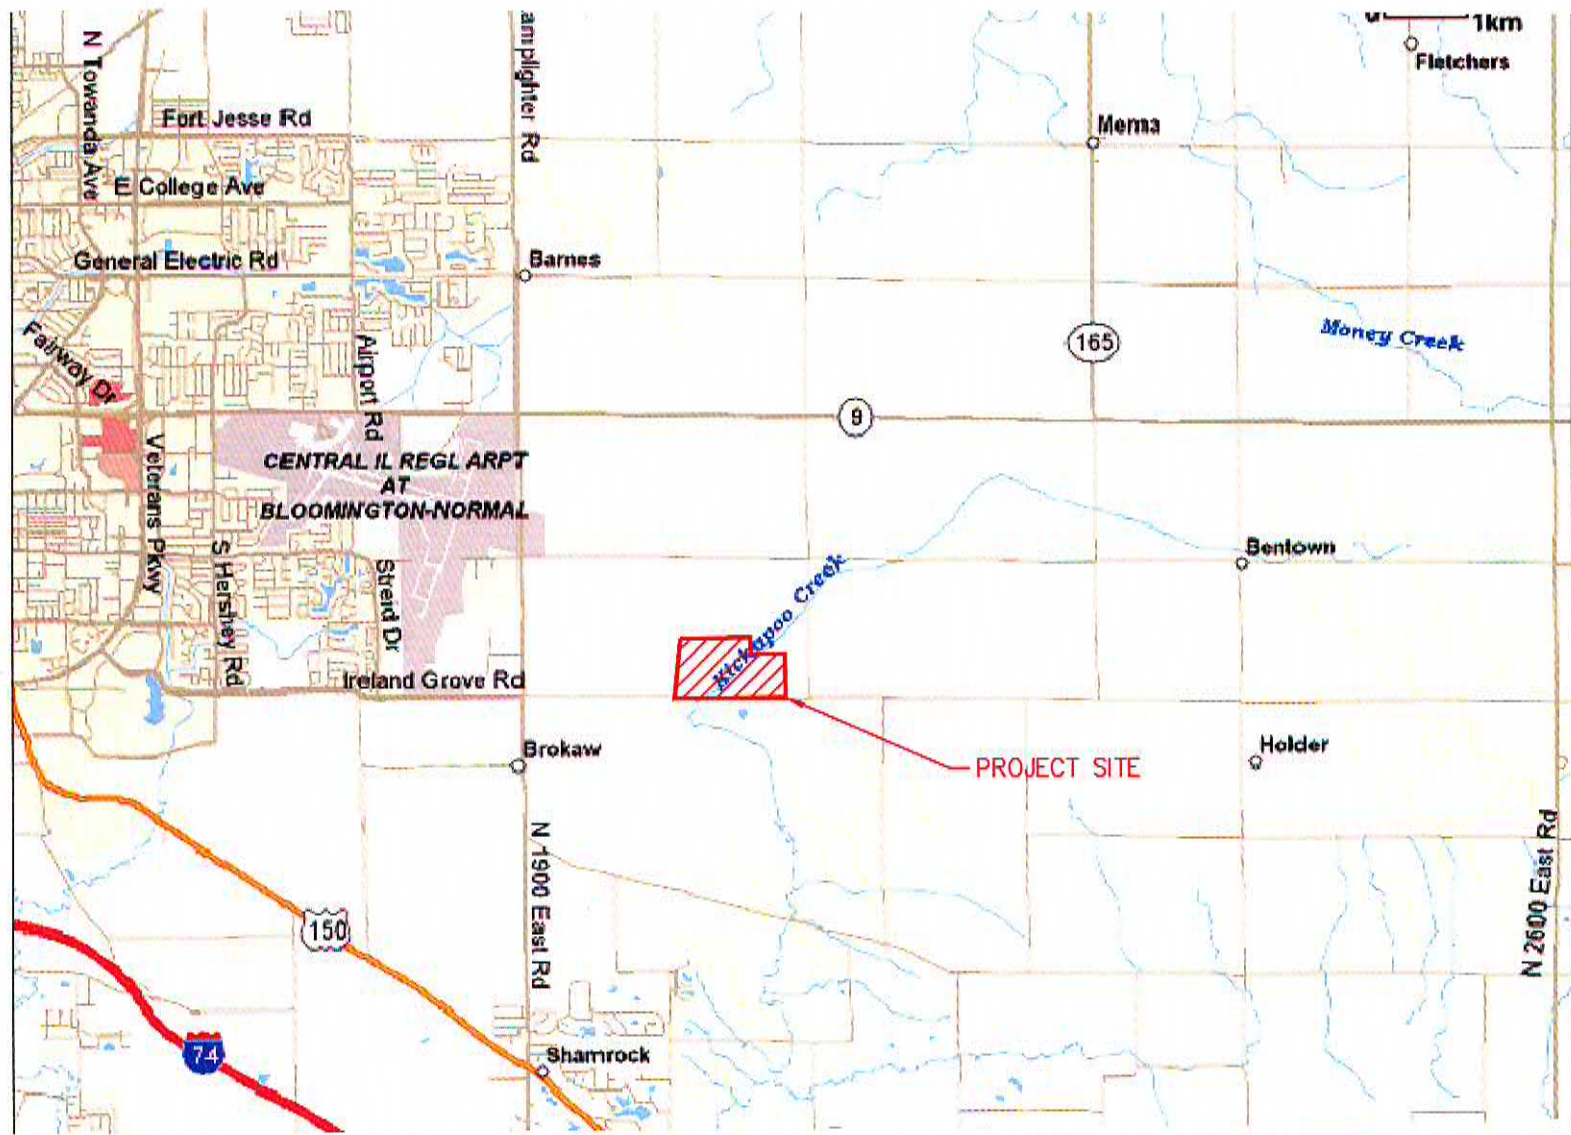 1km
Fletchers
N Towanda Ave
amplighter Rd
Fort Jesse Rd
Merna
E College Ave
General Electric Rd
Barnes
Money Creek
165
Fairway Dr
Airport Rd
9
Veterans Pkwy
CENTRAL IL REGL ARPT
AT
BLOOMINGTON-NORMAL
S Hershey Rd
Streid Dr
Bentown
Kickapoo Creek
Ireland Grove Rd
Brokaw
Holder
PROJECT SITE
N 1900 East Rd
N 2600 East Rd
150
74
Shamrock